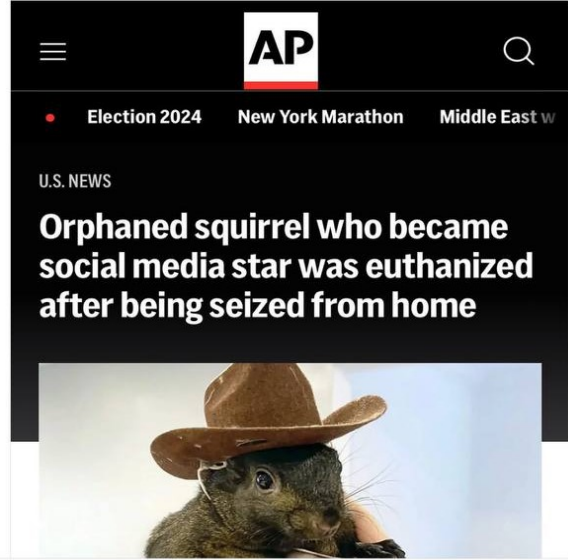 AP
Election 2024 New York Marathon Middle East w
U.S. NEWS
Orphaned squirrel who became
social media star was euthanized
after being seized from home